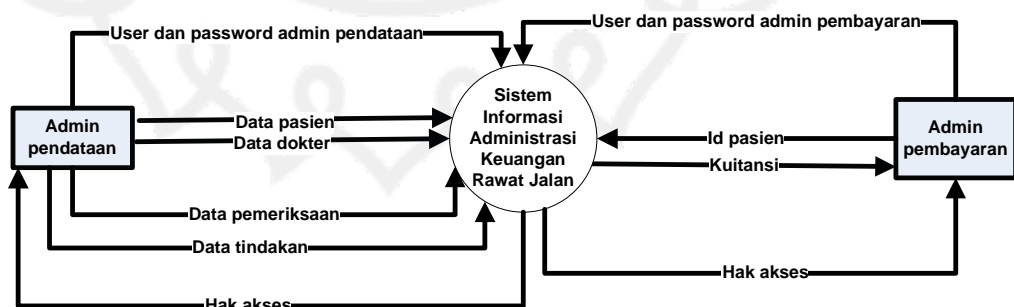 User dan password admin pendataan
User dan password admin pembayaran
Sistem
Informasi
Administrasi
Keuangan
Rawat Jalan
Admin
pendataan
Data pasien
Data dokter
Id pasien
Kuitansi
Admin
pembayaran
Data pemeriksaan
Data tindakan
Hak akses
Hak akses